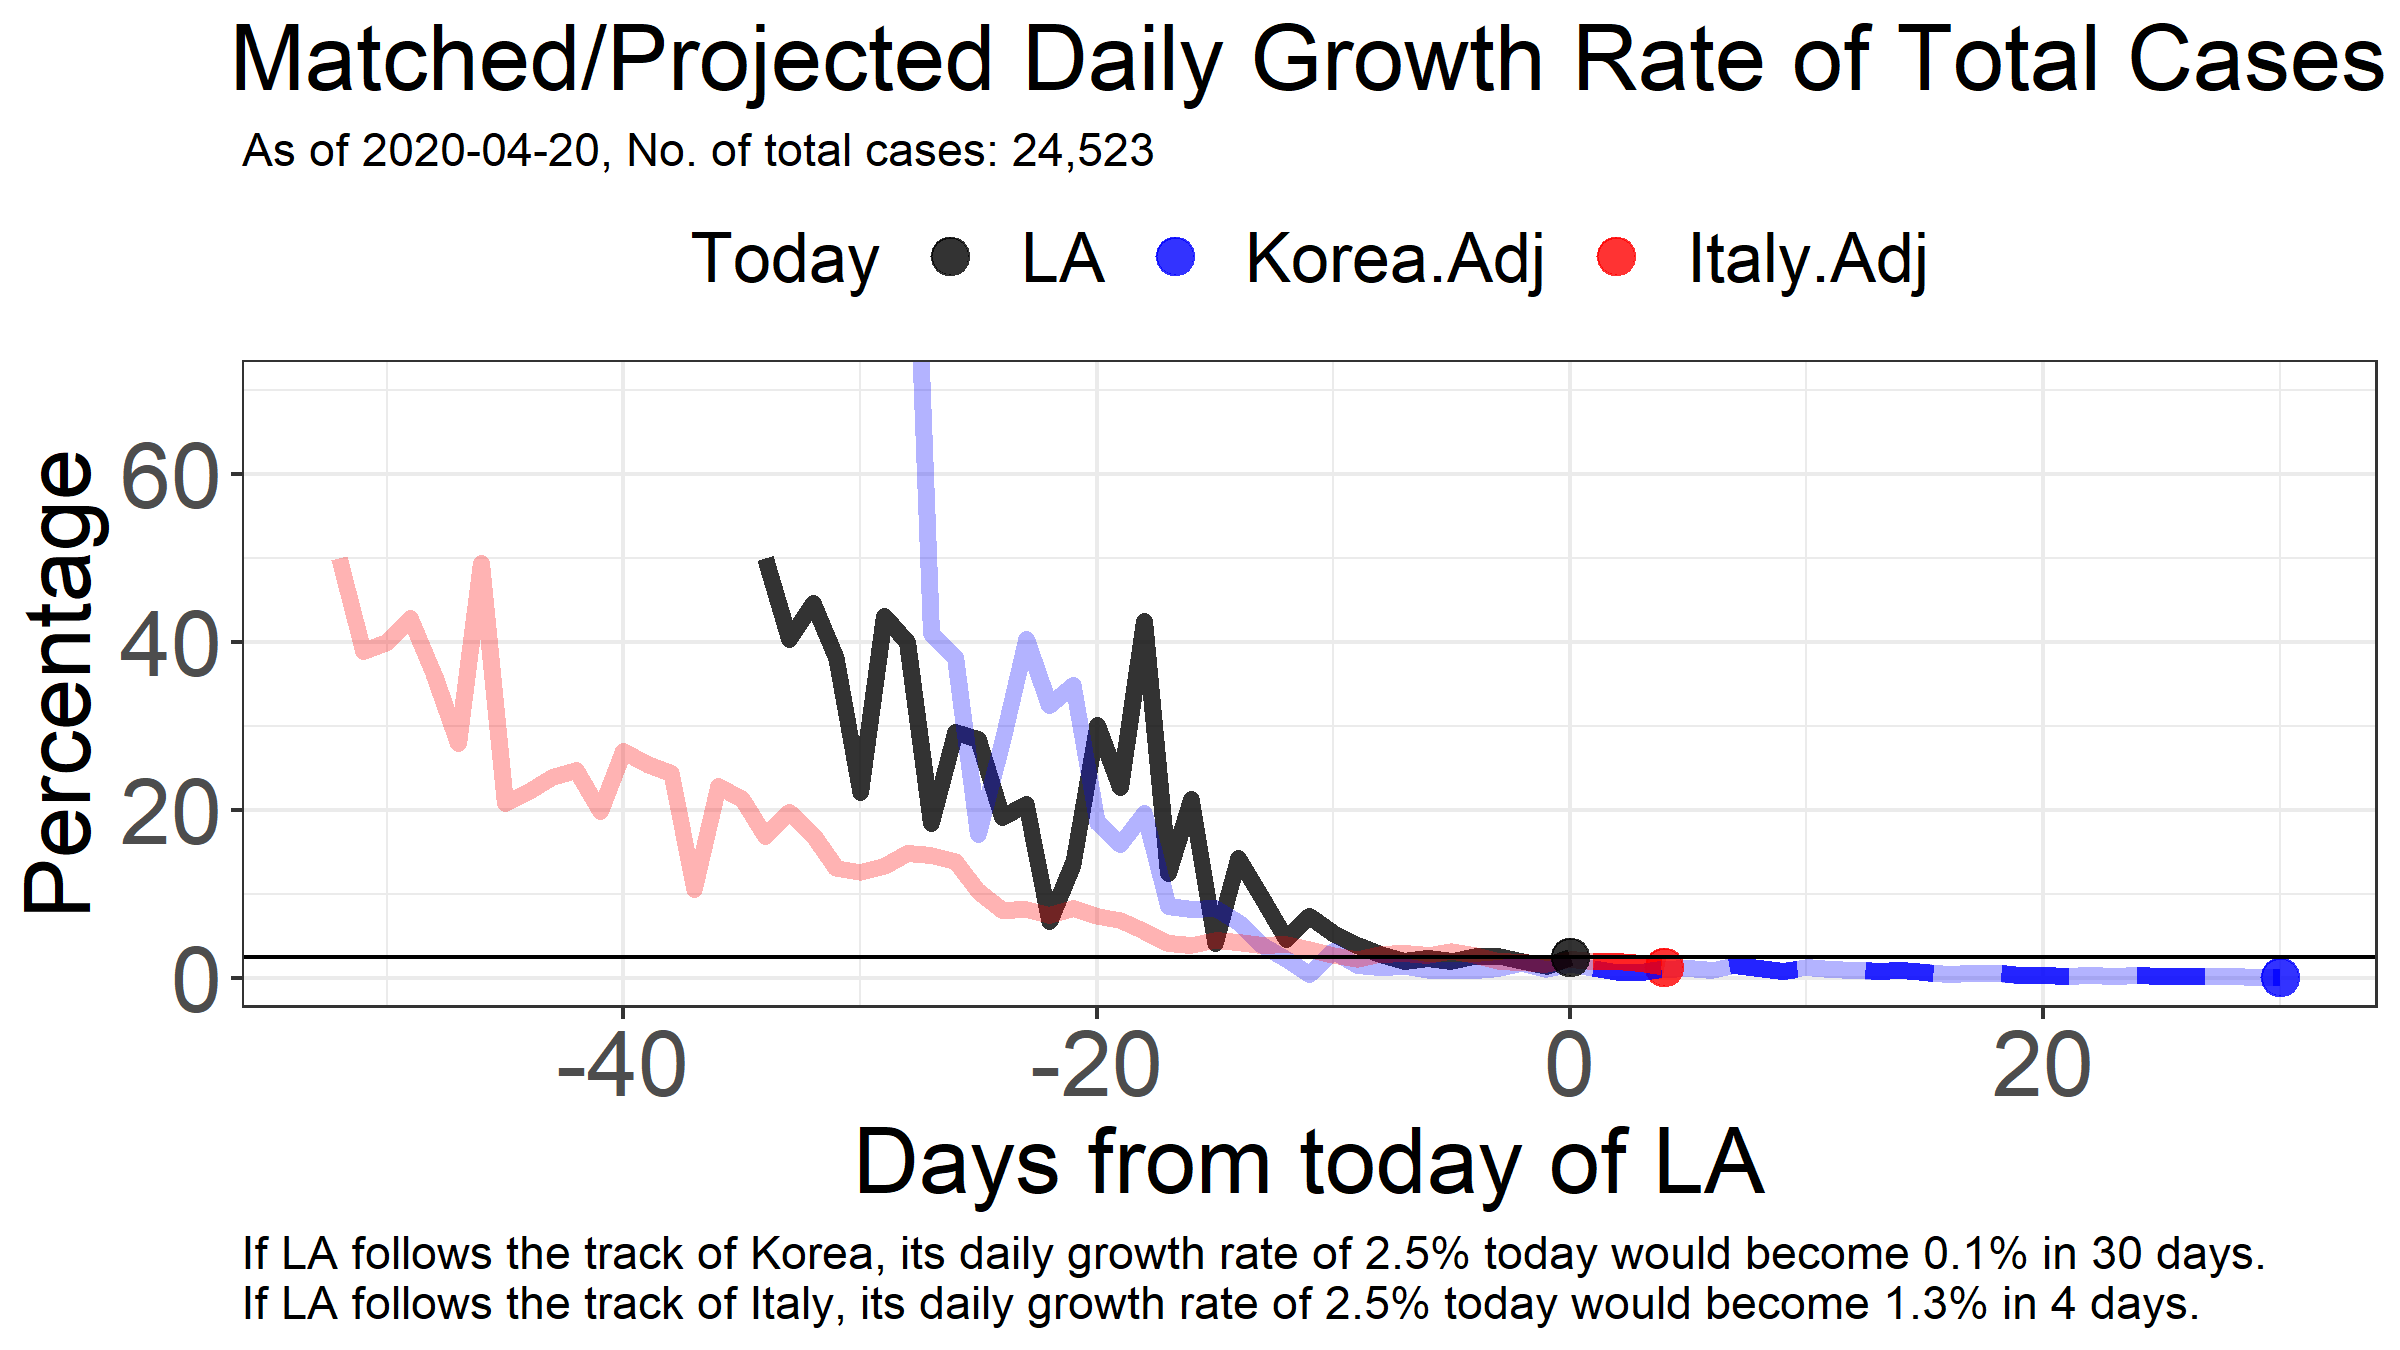 Matched/Projected Daily Growth Rate of Total Cases
As of 2020-04-20, No. of total cases: 24,523
Today LA Korea.Adj Italy.Adj
Percentage
60
40
20
0
-40 -20 0 20
Days from today of LA
If LA follows the track of Korea, its daily growth rate of 2.5% today would become 0.1% in 30 days.
If LA follows the track of Italy, its daily growth rate of 2.5% today would become 1.3% in 4 days.